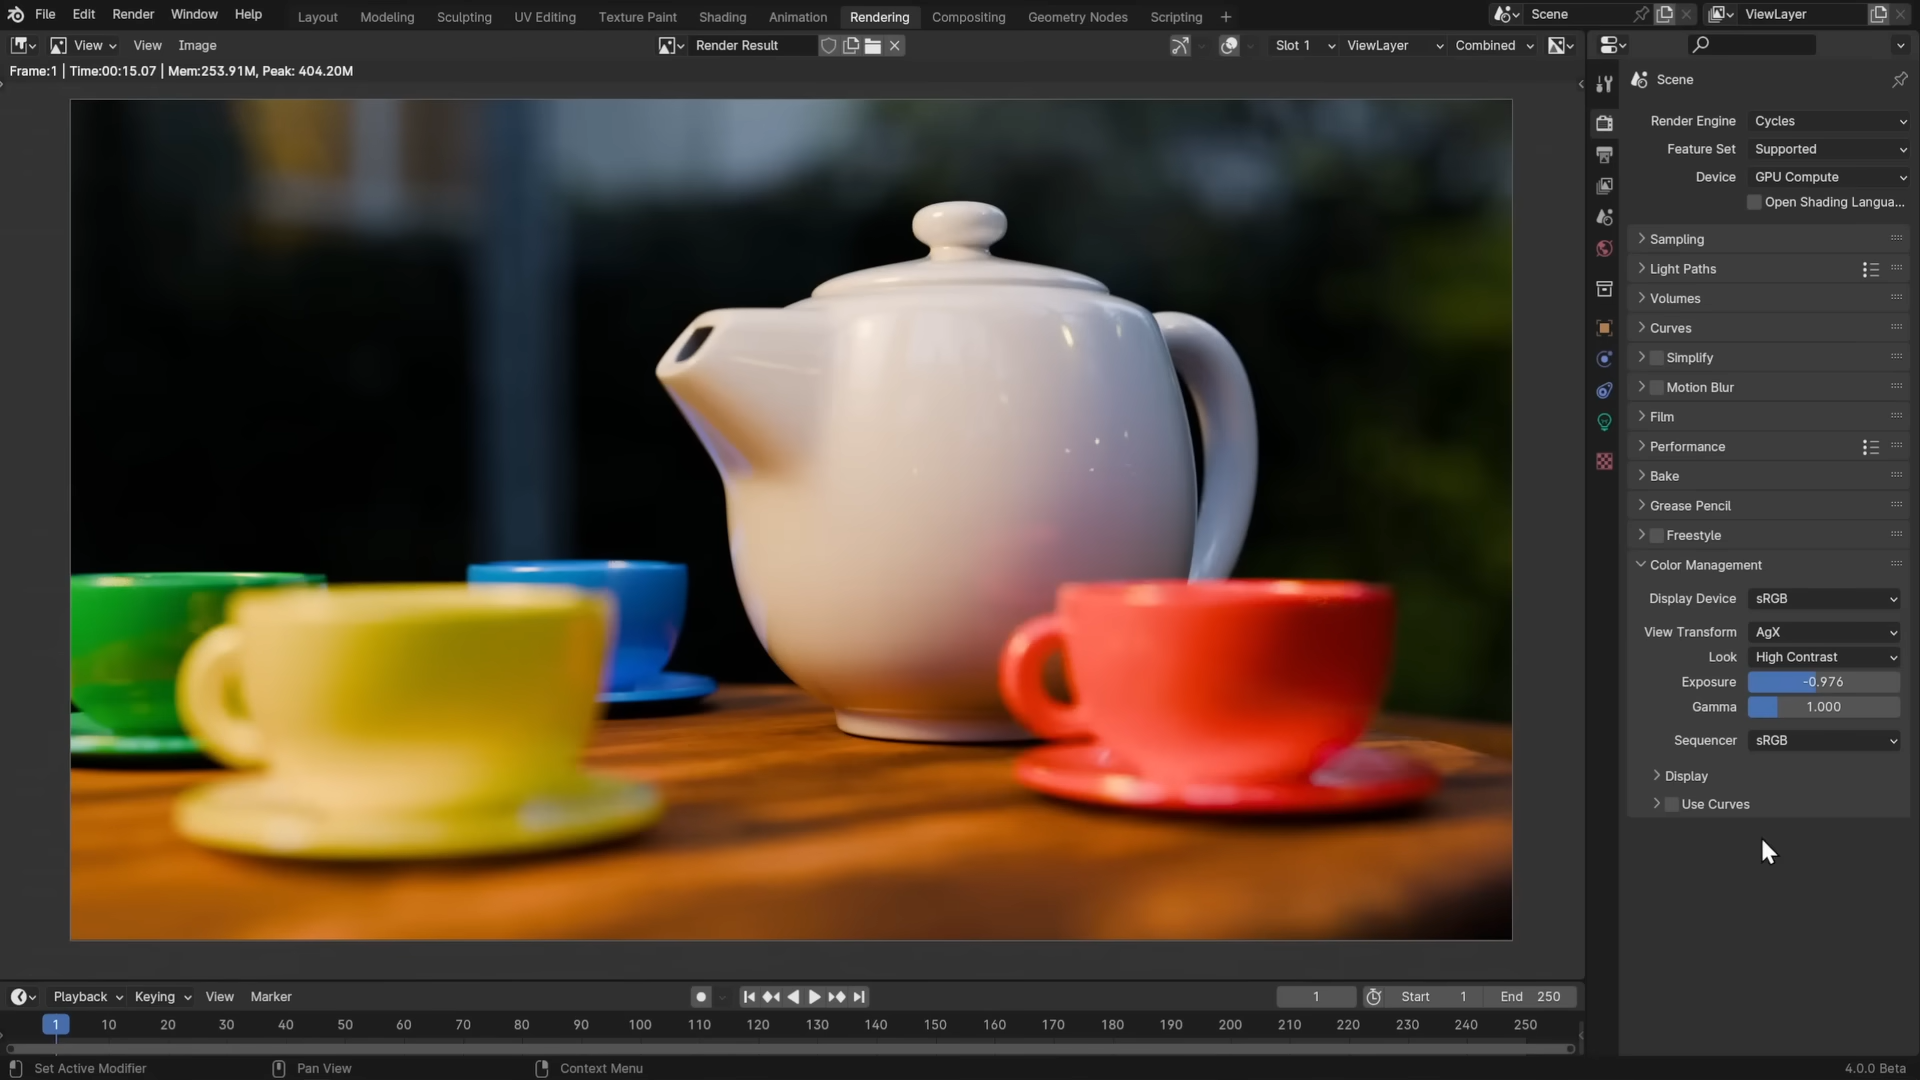 File Edit Render Window Help Layout Modeling Sculpting UV Editing Texture Paint Shading Animation Rendering Compositing Geometry Nodes Scripting + Scene ViewLayer
View View Image Render Result Slot 1 ViewLayer Combined
Frame:1 | Time:00:15.07 | Mem:253.91M, Peak: 404.20M
Scene
Render Engine Cycles
Feature Set Supported
Device GPU Compute
Open Shading Langua...
Sampling
Light Paths
Volumes
Curves
Simplify
Motion Blur
Film
Performance
Bake
Grease Pencil
Freestyle
Color Management
Display Device sRGB
View Transform AgX
Look High Contrast
Exposure -0.976
Gamma 1.000
Sequencer sRGB
Display
Use Curves
Playback Keying View Marker 1 Start 1 End 250
1 10 20 30 40 50 60 70 80 90 100 110 120 130 140 150 160 170 180 190 200 210 220 230 240 250
Set Active Modifier Pan View Context Menu 4.0.0 Beta